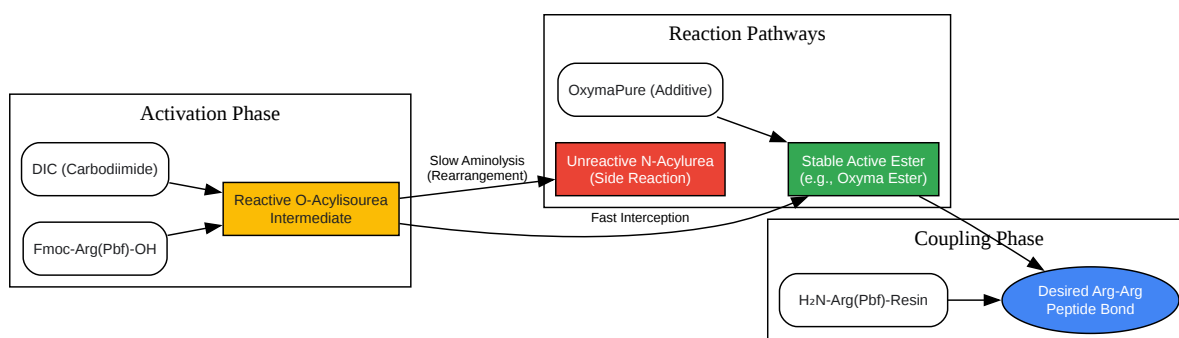 Activation Phase
DIC (Carbodiimide)
Fmoc-Arg(Pbf)-OH
Reactive O-Acylisourea
Intermediate
Slow Aminolysis
(Rearrangement)
Fast Interception
Reaction Pathways
OxymaPure (Additive)
Unreactive N-Acylurea
(Side Reaction)
Stable Active Ester
(e.g., Oxyma Ester)
Coupling Phase
H₂N-Arg(Pbf)-Resin
Desired Arg-Arg
Peptide Bond